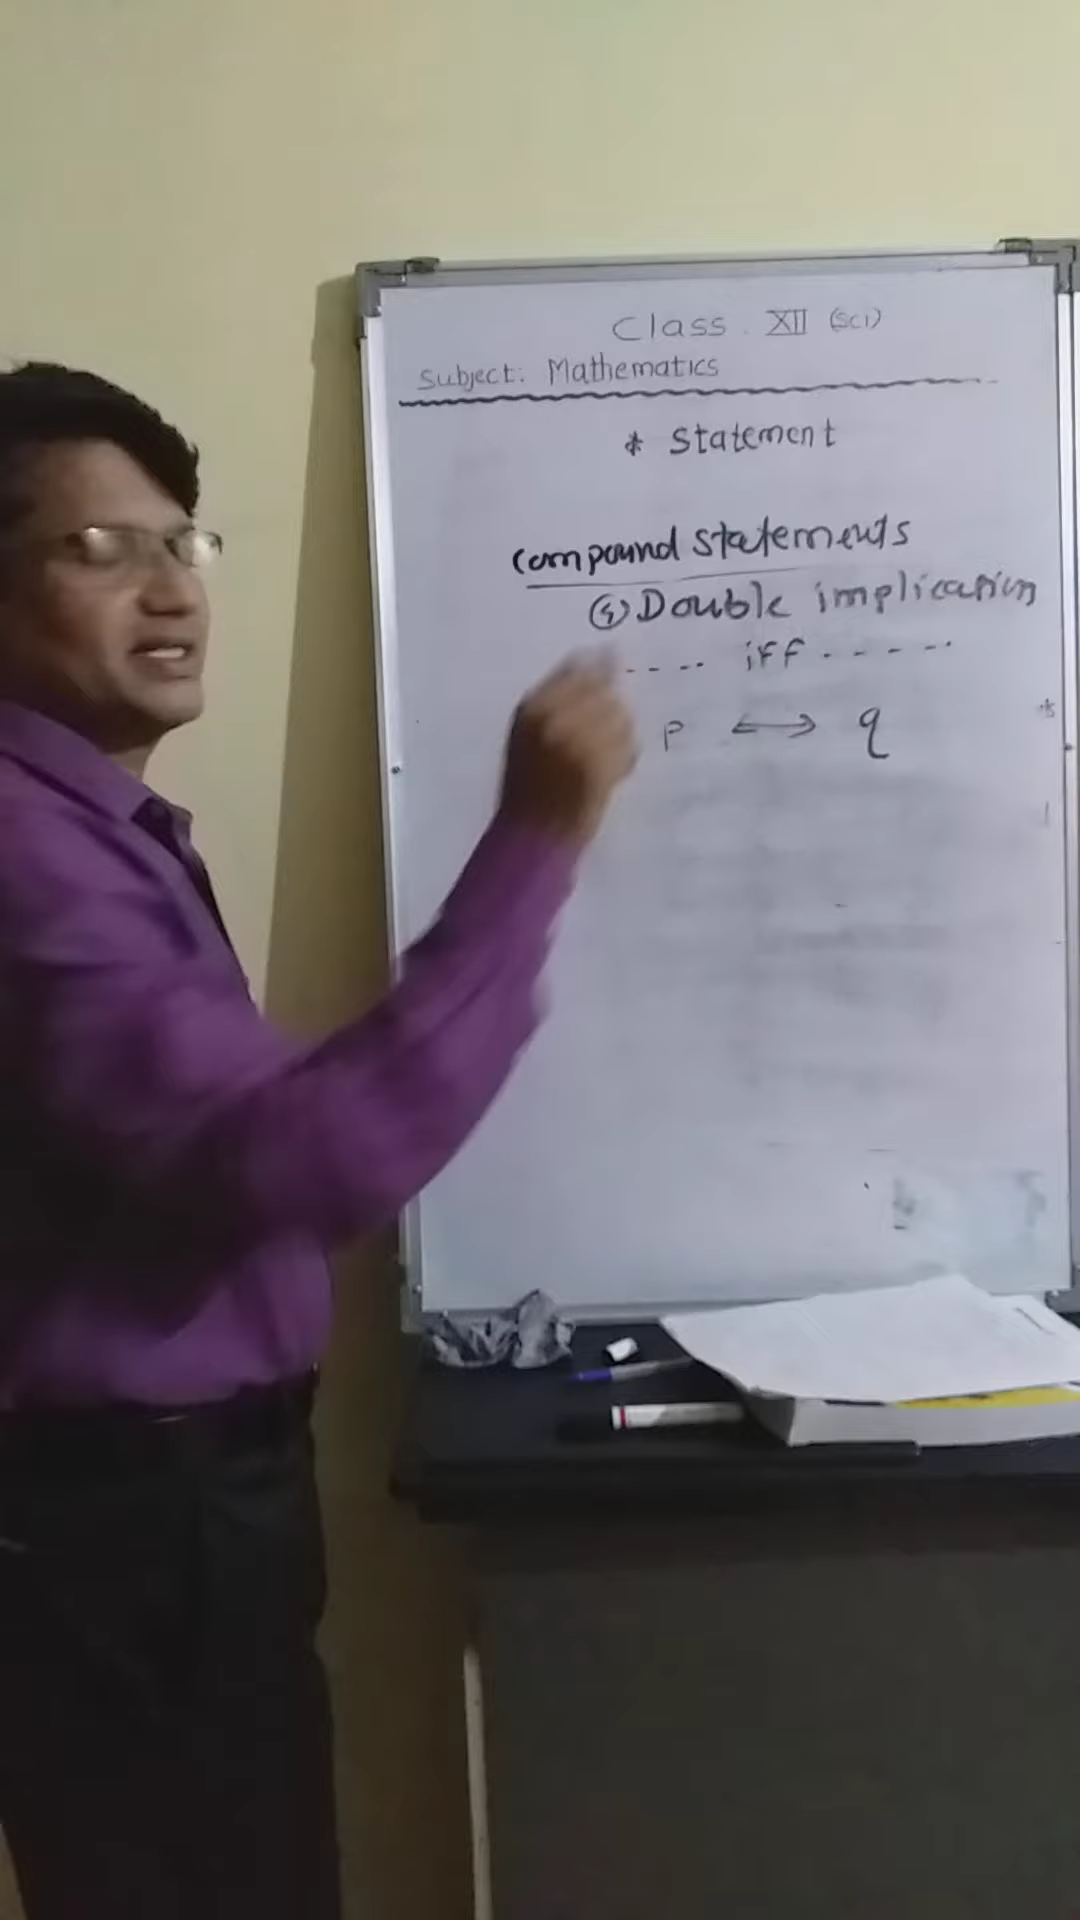 Class . XII (Sci)
Subject: Mathematics
* Statement
Compound Statements
④ Double implication
.... iff .....
p ↔ q